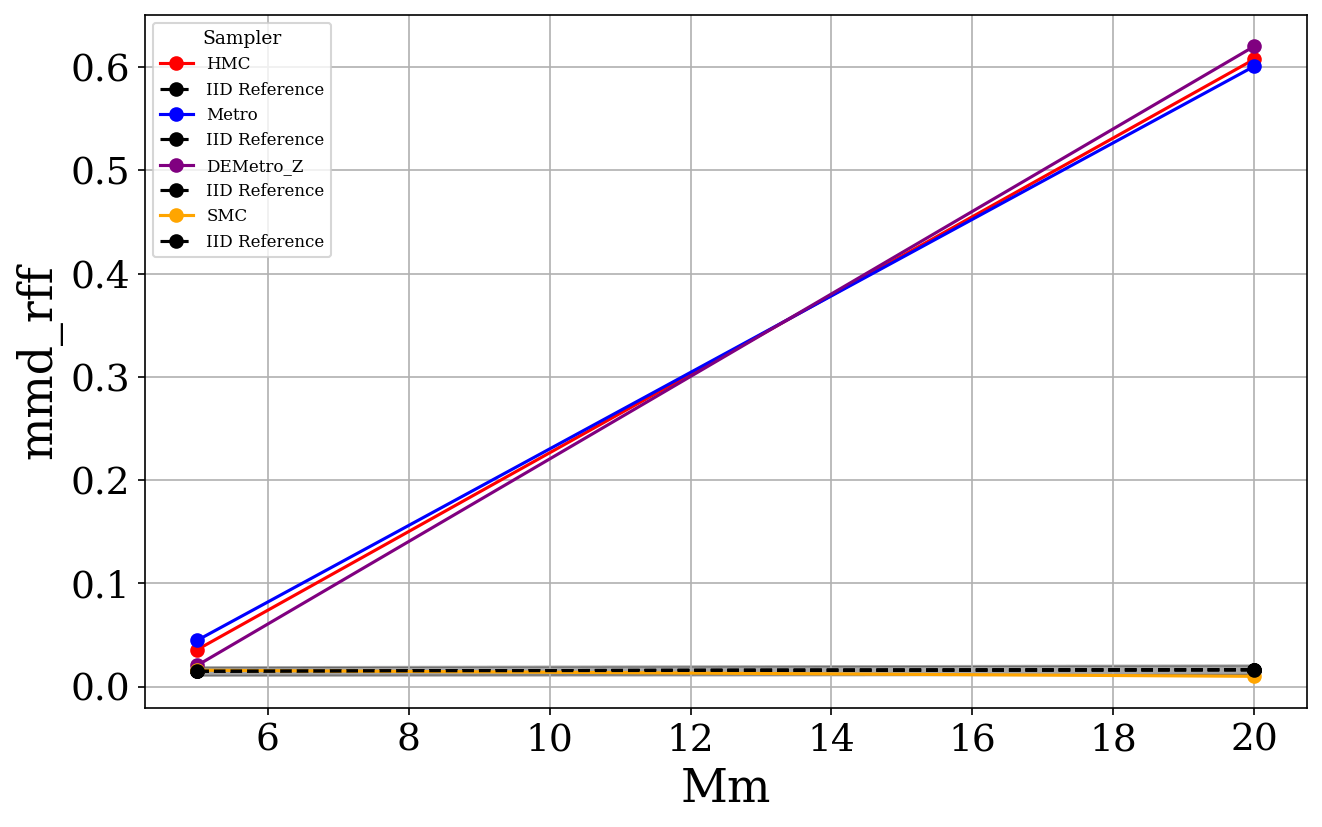 Sampler
HMC
IID Reference
Metro
IID Reference
DEMetro_Z
IID Reference
SMC
IID Reference
mmd_rff
0.6
0.5
0.4
0.3
0.2
0.1
0.0
6 8 10 12 14 16 18 20
Mm